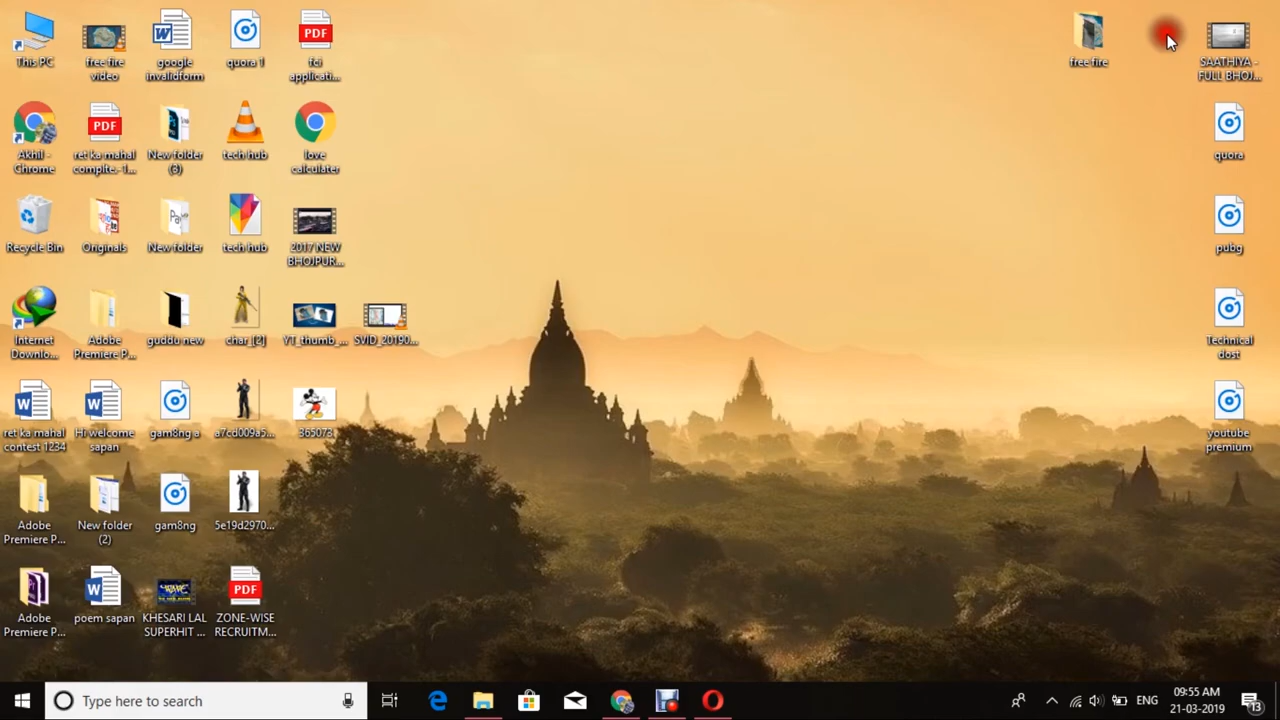 This PC
free fire
video
google
invalidform
quora 1
fci
applicati...
free fire
SAATHIYA -
FULL BHOJ...
Akhil -
Chrome
PDF
ret ka mahal
complte.-1...
New folder
(3)
tech hub
love
calculater
quora
Recycle Bin
Originals
New folder
tech hub
2017 NEW
BHOJPUR...
pubg
Internet
Downlo...
Adobe
Premiere P...
guddu new
char_[2]
YT_thumb_...
SVID_20190...
Technical
dost
ret ka mahal
contest 1234
Hi welcome
sapan
gam8ng a
a7cd009a5...
365073
youtube
premium
Adobe
Premiere P...
New folder
(2)
gam8ng
5e19d2970...
Adobe
Premiere P...
poem sapan
KHESARI LAL
SUPERHIT ...
PDF
ZONE-WISE
RECRUITM...
PDF
Type here to search
ENG
09:55 AM
21-03-2019
13